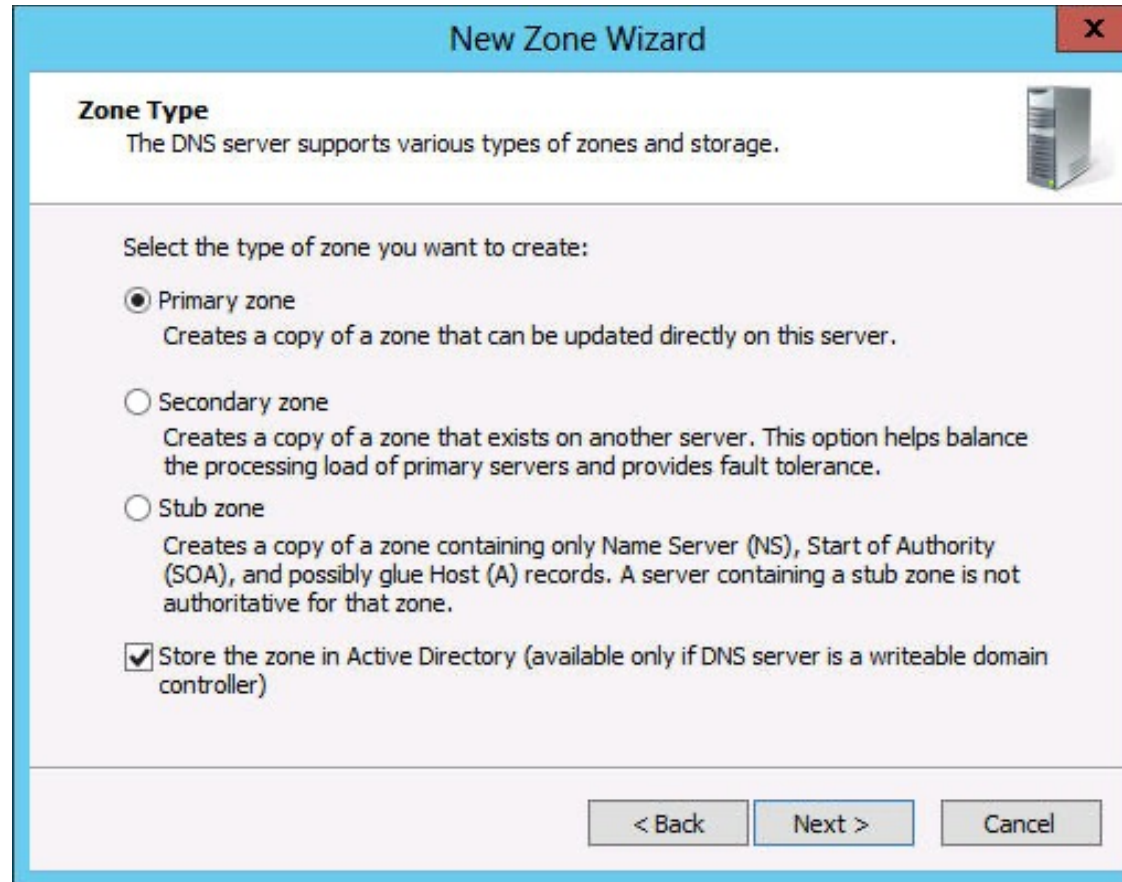 New Zone Wizard
x
Zone Type
The DNS server supports various types of zones and storage.
Select the type of zone you want to create:
Primary zone
Creates a copy of a zone that can be updated directly on this server.
Secondary zone
Creates a copy of a zone that exists on another server. This option helps balance
the processing load of primary servers and provides fault tolerance.
Stub zone
Creates a copy of a zone containing only Name Server (NS), Start of Authority
(SOA), and possibly glue Host (A) records. A server containing a stub zone is not
authoritative for that zone.
Store the zone in Active Directory (available only if DNS server is a writeable domain
controller)
< Back
Next >
Cancel